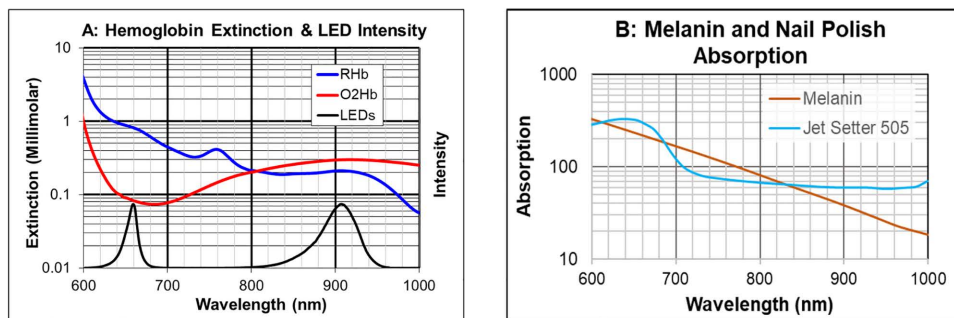 A: Hemoglobin Extinction & LED Intensity
10
1
0.1
0.01
Extinction (Millimolar)
RHb
O2Hb
LEDs
Intensity
600
700
800
900
1000
Wavelength (nm)
B: Melanin and Nail Polish
Absorption
1000
100
10
Absorption
Melanin
Jet Setter 505
600
700
800
900
1000
Wavelength (nm)